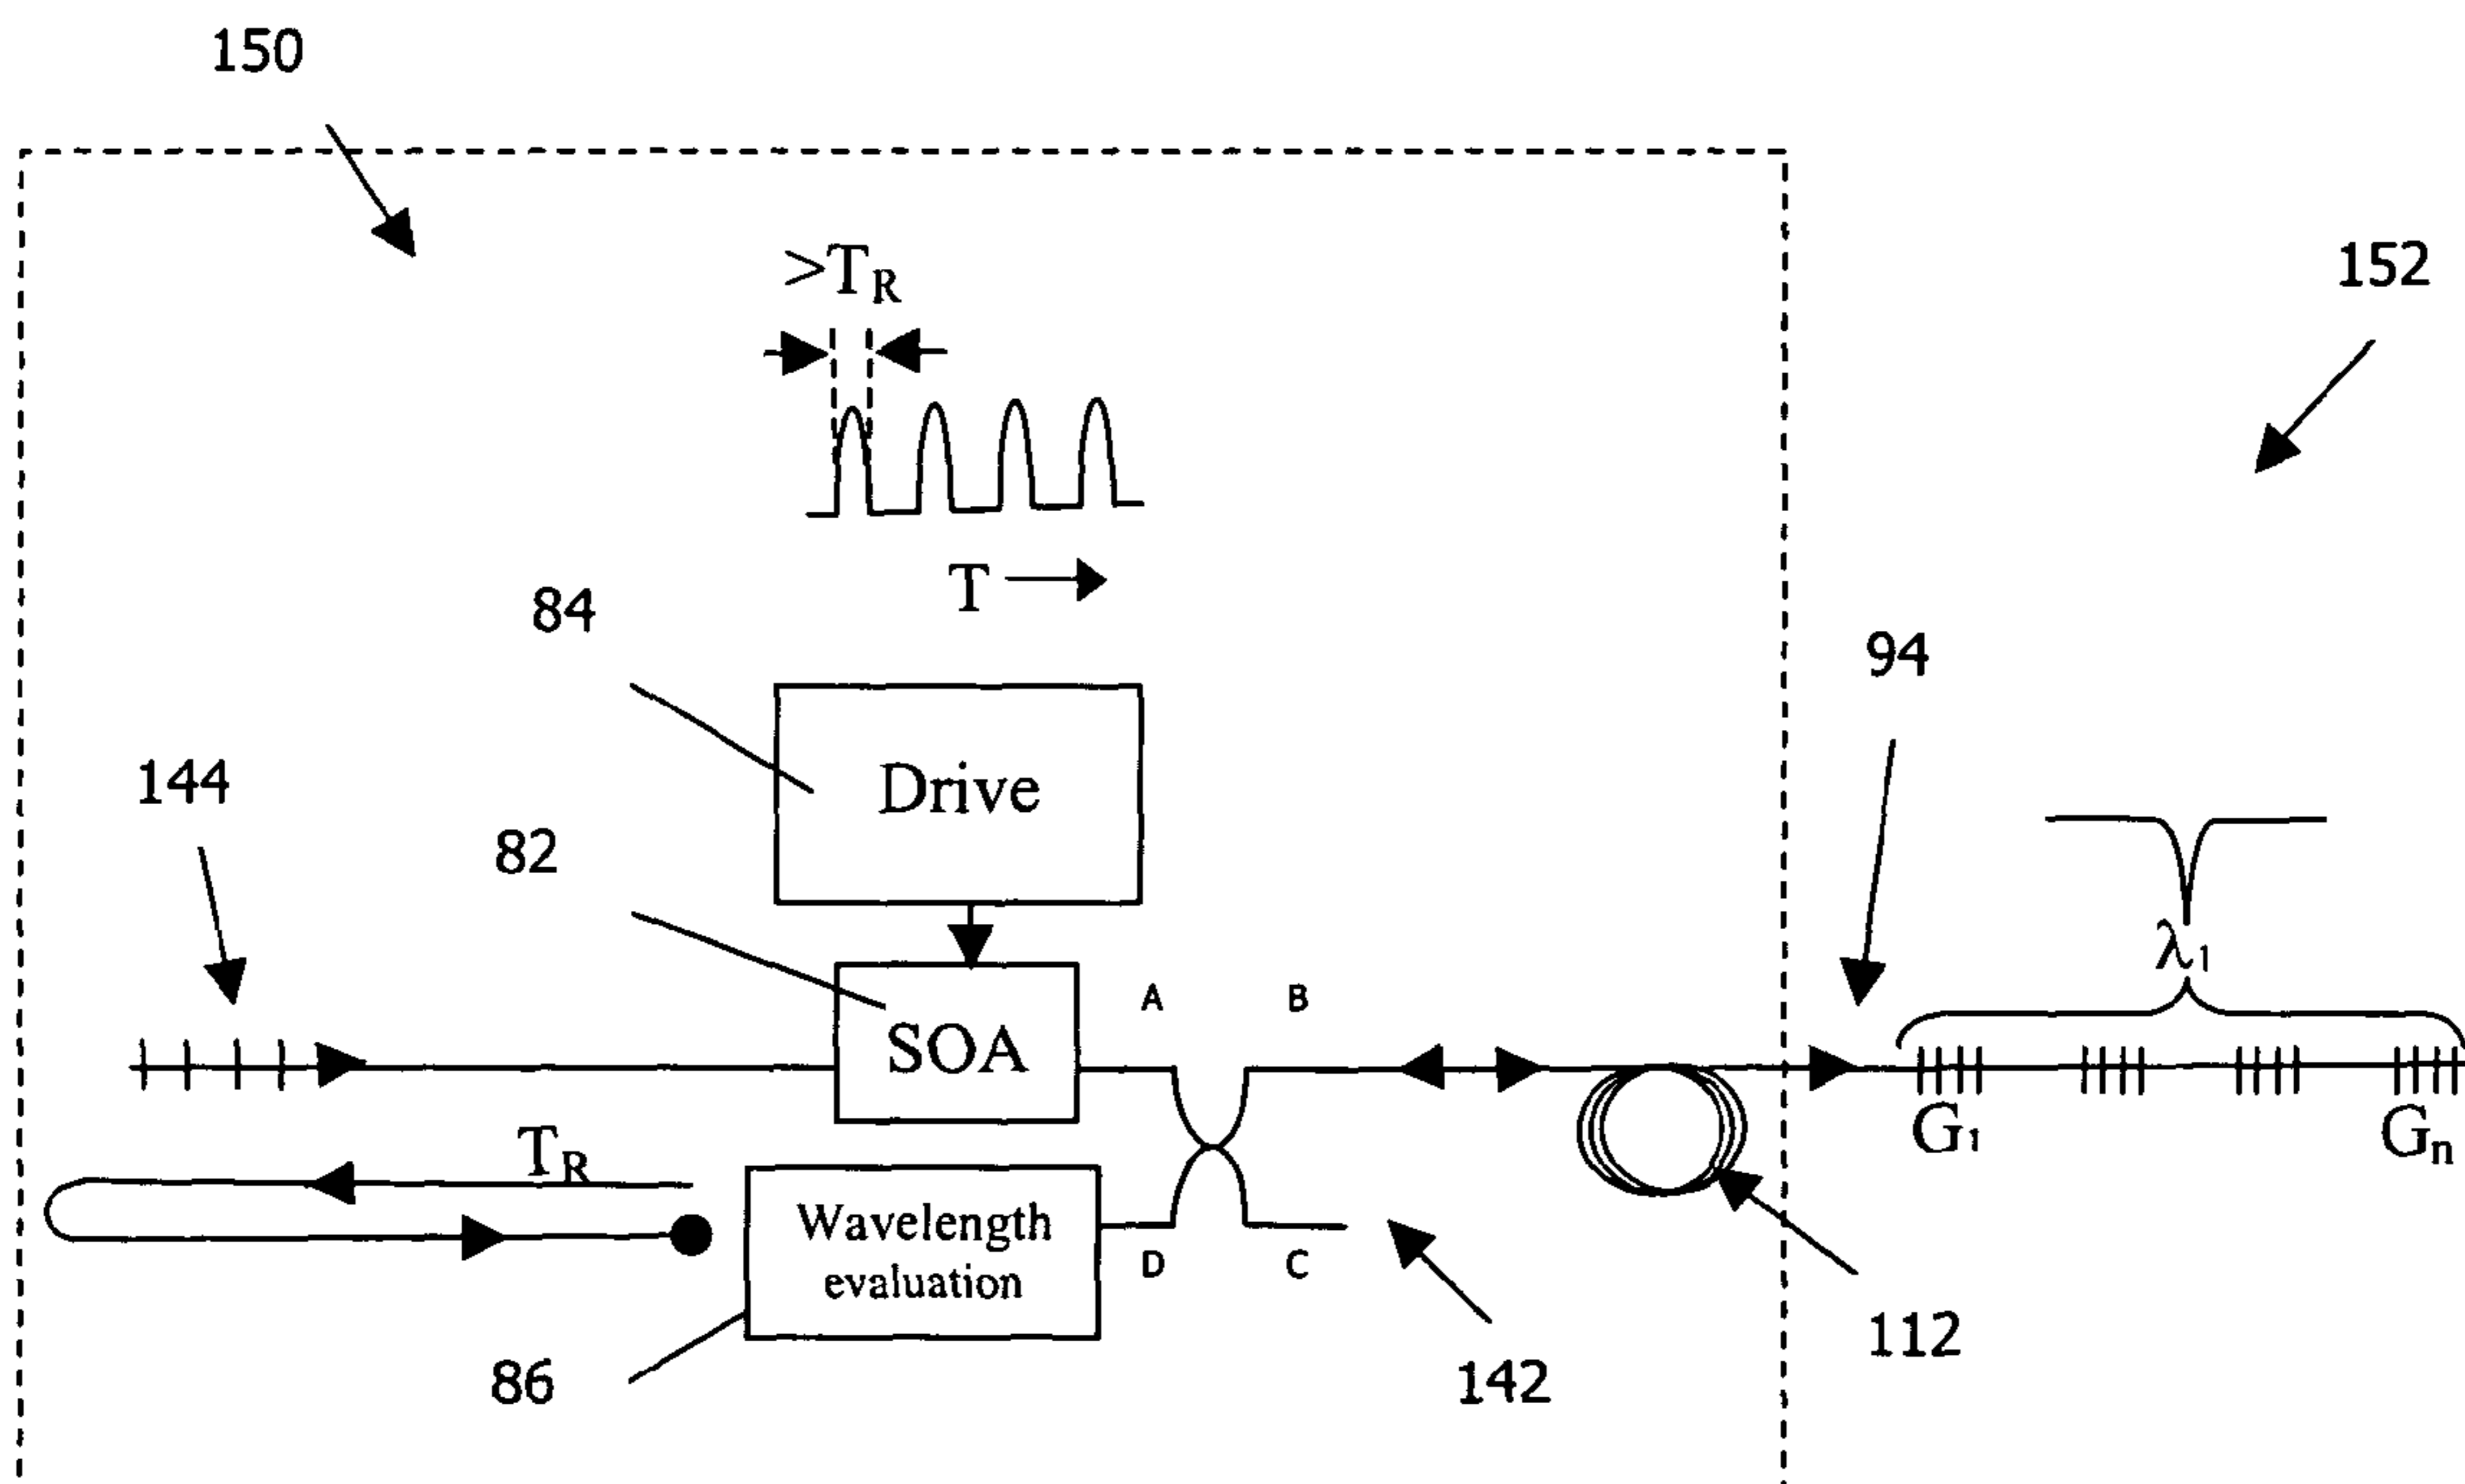 150
152
>TR
T
84
94
Drive
144
82
λ1
A B
SOA
G1 Gn
TR
Wavelength
evaluation
D C
112
86
142